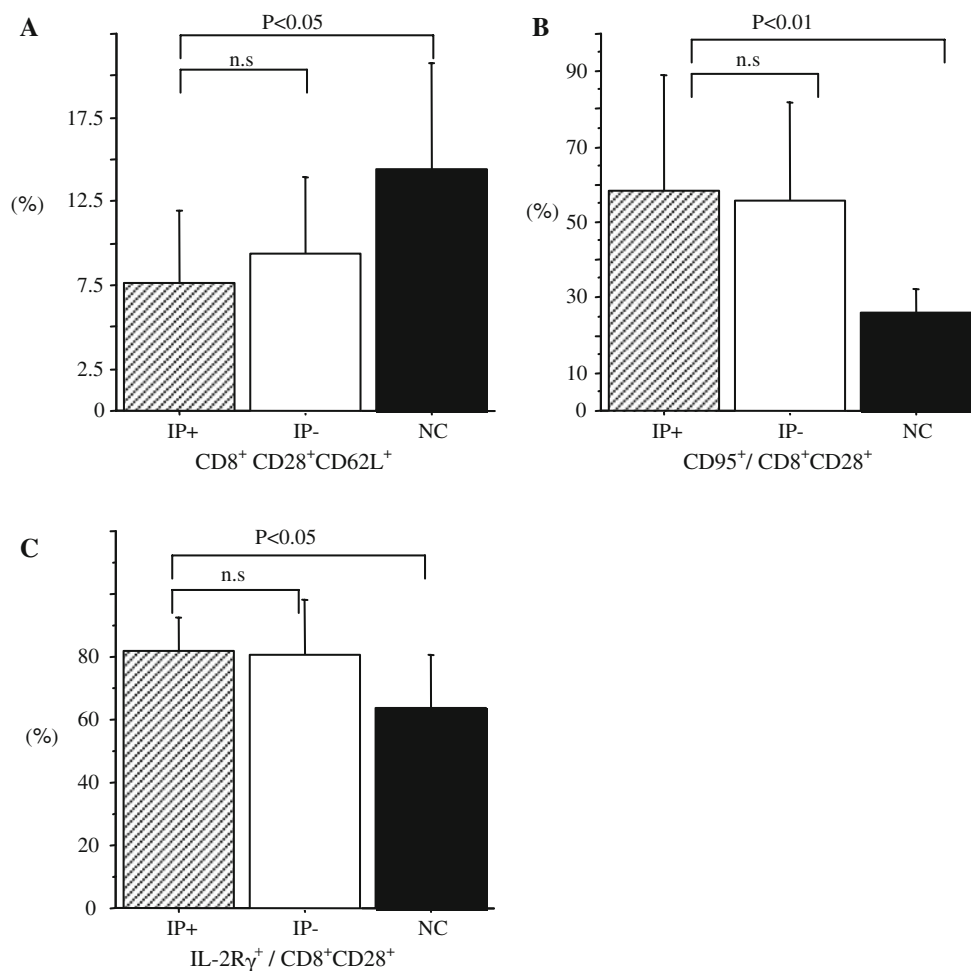 A
P<0.05
n.s
17.5
12.5
(%)
7.5
2.5
0
IP+ IP- NC
CD8⁺ CD28⁺CD62L⁺
B
P<0.01
n.s
90
70
(%)
50
30
10
0
IP+ IP- NC
CD95⁺/ CD8⁺CD28⁺
C
P<0.05
n.s
80
60
(%)
40
20
0
IP+ IP- NC
IL-2Rγ⁺ / CD8⁺CD28⁺